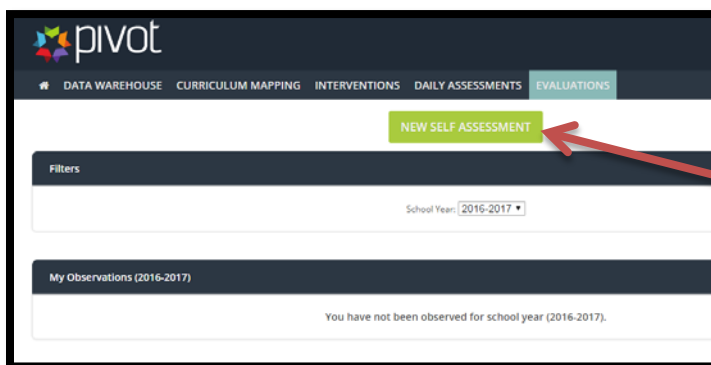 pivot
DATA WAREHOUSE CURRICULUM MAPPING INTERVENTIONS DAILY ASSESSMENTS EVALUATIONS
NEW SELF ASSESSMENT
Filters
School Year: 2016-2017
My Observations (2016-2017)
You have not been observed for school year (2016-2017).